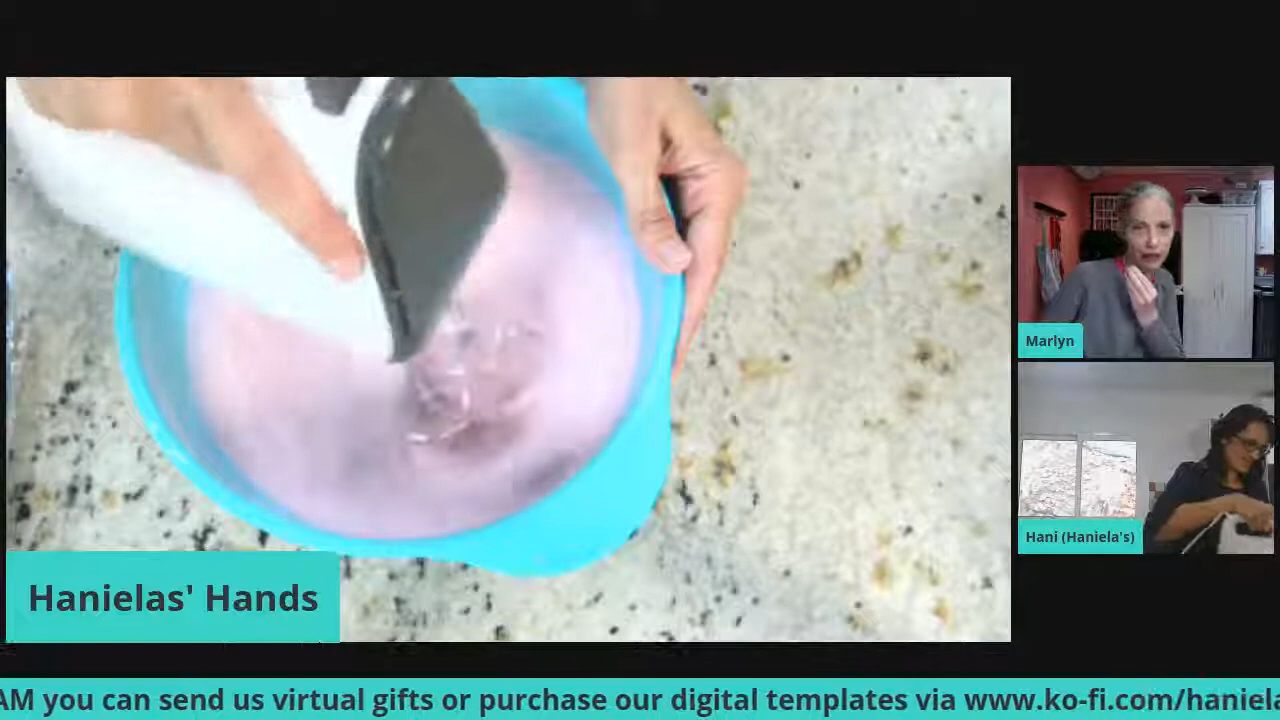 Marlyn
Hani (Haniela's)
Hanielas' Hands
AM you can send us virtual gifts or purchase our digital templates via www.ko-fi.com/haniela